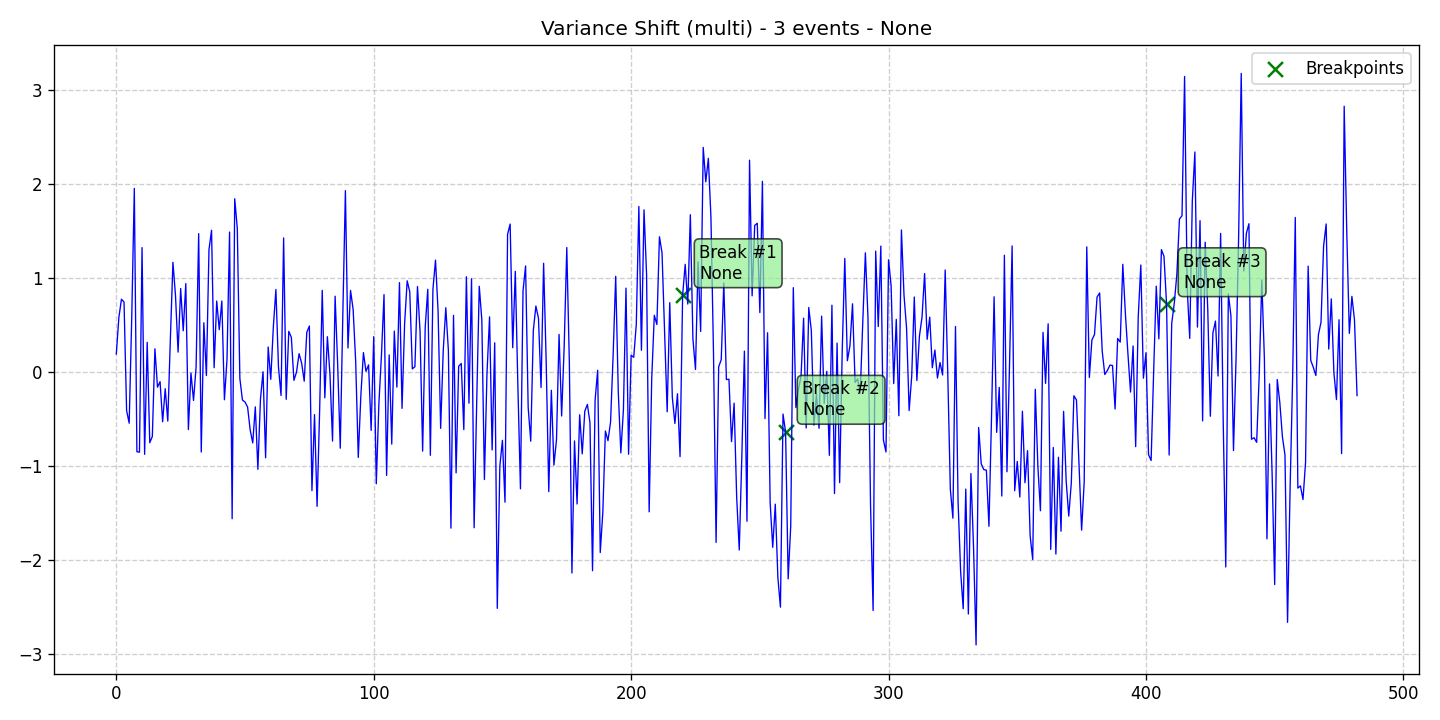 Variance Shift (multi) - 3 events - None
Breakpoints
3
2
1
0
−1
−2
−3
Break #1
None
Break #2
None
Break #3
None
0
100
200
300
400
500